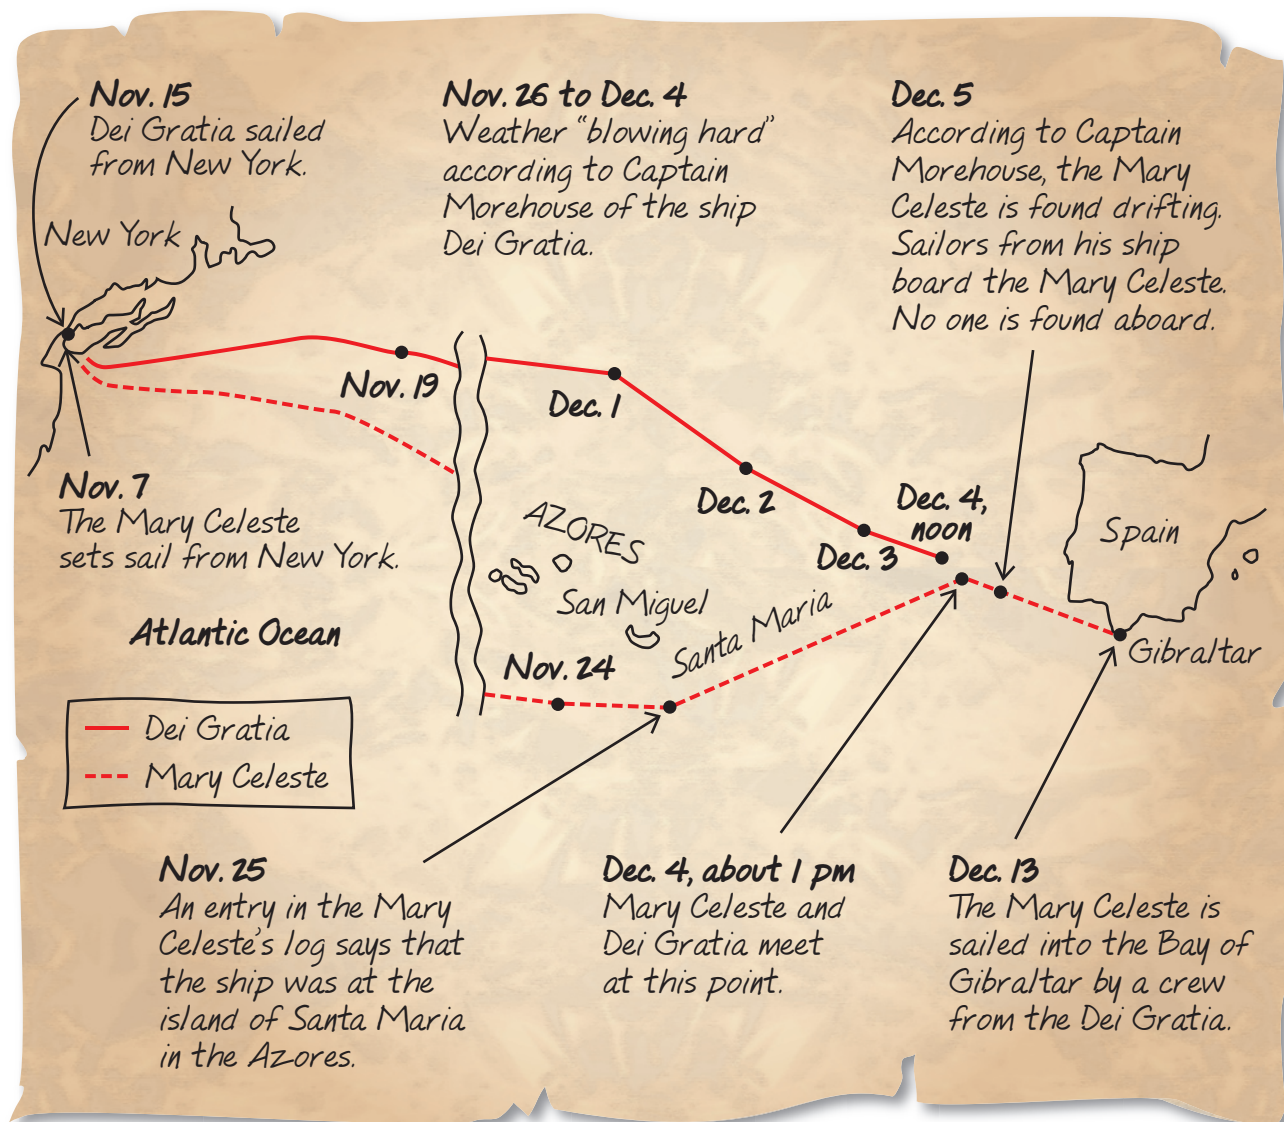 Nov. 15
Dei Gratia sailed
from New York.
New York
Nov. 26 to Dec. 4
Weather “blowing hard”
according to Captain
Morehouse of the ship
Dei Gratia.
Dec. 5
According to Captain
Morehouse, the Mary
Celeste is found drifting.
Sailors from his ship
board the Mary Celeste.
No one is found aboard.
Nov. 19
Dec. 1
Dec. 2
Dec. 3
Dec. 4,
noon
Nov. 7
The Mary Celeste
sets sail from New York.
Atlantic Ocean
AZORES
San Miguel
Santa Maria
Nov. 24
Spain
Gibraltar
Dei Gratia
Mary Celeste
Nov. 25
An entry in the Mary
Celeste’s log says that
the ship was at the
island of Santa Maria
in the Azores.
Dec. 4, about 1 pm
Mary Celeste and
Dei Gratia meet
at this point.
Dec. 13
The Mary Celeste is
sailed into the Bay of
Gibraltar by a crew
from the Dei Gratia.